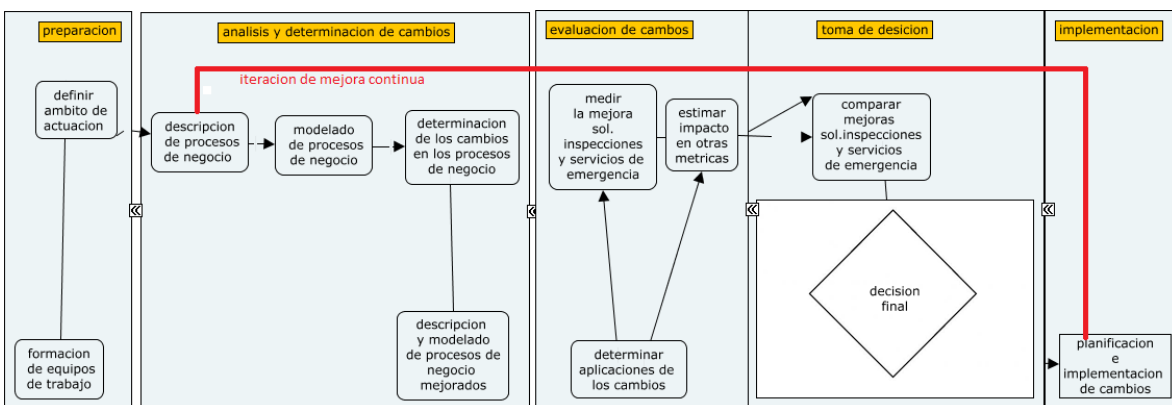 preparacion
analisis y determinacion de cambios
evaluacion de cambos
toma de desicion
implementacion
iteracion de mejora continua
definir
ambito de
actuacion
descripcion
de procesos
de negocio
modelado
de procesos
de negocio
determinacion
de los cambios
en los procesos
de negocio
medir
la mejora
sol.
inspecciones
y servicios de
emergencia
estimar
impacto
en otras
metricas
comparar
mejoras
sol.inspecciones
y servicios
de emergencia
decision
final
formacion
de equipos
de trabajo
descripcion
y modelado
de procesos de
negocio
mejorados
determinar
aplicaciones de
los cambios
planificacion
e
implementacion
de cambios